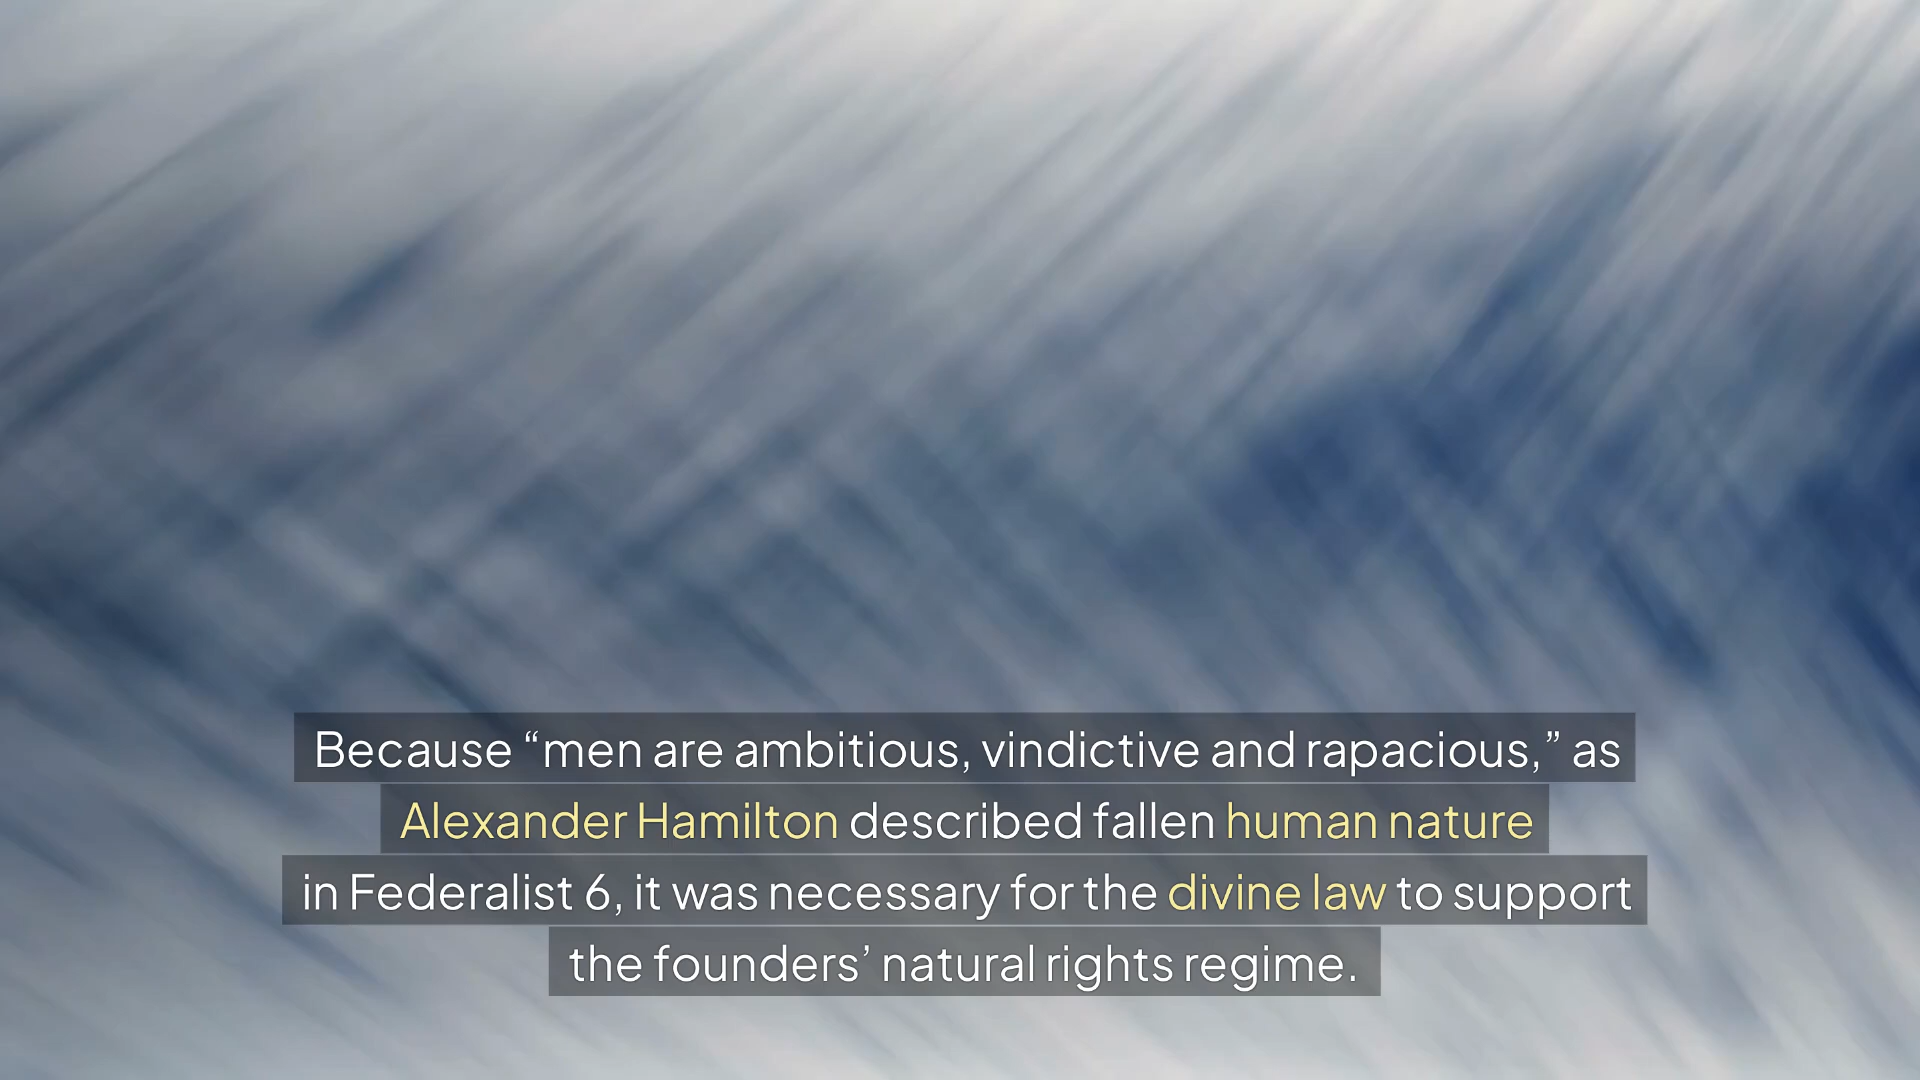 Because “men are ambitious, vindictive and rapacious,” as
Alexander Hamilton described fallen human nature
in Federalist 6, it was necessary for the divine law to support
the founders’ natural rights regime.